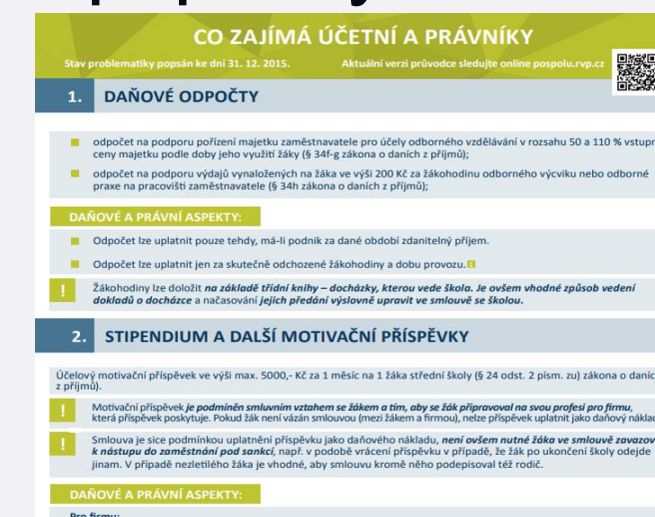 CO ZAJÍMÁ ÚČETNÍ A PRÁVNÍKY
Stav problematiky popsán ke dni 31. 12. 2015. Aktuální verzi průvodce sledujte online pospolu.rvp.cz
1. DAŇOVÉ ODPOČTY
odpočet na podporu pořízení majetku zaměstnavatele pro účely odborného vzdělávání v rozsahu 50 a 110 % vstupn
ceny majetku podle doby jeho využití žáky (§ 34f-g zákona o daních z příjmů);
odpočet na podporu výdajů vynaložených na žáka ve výši 200 Kč za žákohodinu odborného výcviku nebo odborné
praxe na pracovišti zaměstnavatele (§ 34h zákona o daních z příjmů);
DAŇOVÉ A PRÁVNÍ ASPEKTY:
Odpočet lze uplatnit pouze tehdy, má-li podnik za dané období zdanitelný příjem.
Odpočet lze uplatnit jen za skutečně odchozené žákohodiny a dobu provozu. 1
! Žákohodiny lze doložit na základě třídní knihy – docházky, kterou vede škola. Je ovšem vhodné způsob vedení
dokladů o docházce a načasování jejich předání výslovně upravit ve smlouvě se školou.
2. STIPENDIUM A DALŠÍ MOTIVAČNÍ PŘÍSPĚVKY
Účelový motivační příspěvek ve výši max. 5000,- Kč za 1 měsíc na 1 žáka střední školy (§ 24 odst. 2 písm. zu) zákona o daníc
z příjmů).
! Motivační příspěvek je podmíněn smluvním vztahem se žákem a tím, aby se žák připravoval na svou profesi pro firmu,
která příspěvek poskytuje. Pokud žák není vázán smlouvou (mezi žákem a firmou), nelze příspěvek uplatnit jako daňový náklad
! Smlouva je sice podmínkou uplatnění příspěvku jako daňového nákladu, není ovšem nutné žáka ve smlouvě zavazov
k nástupu do zaměstnání pod sankcí, např. v podobě vrácení příspěvku v případě, že žák po ukončení školy odejde
jinam. V případě nezletilého žáka je vhodné, aby smlouvu kromě něho podepisoval též rodič.
DAŇOVÉ A PRÁVNÍ ASPEKTY:
Pro firmu: